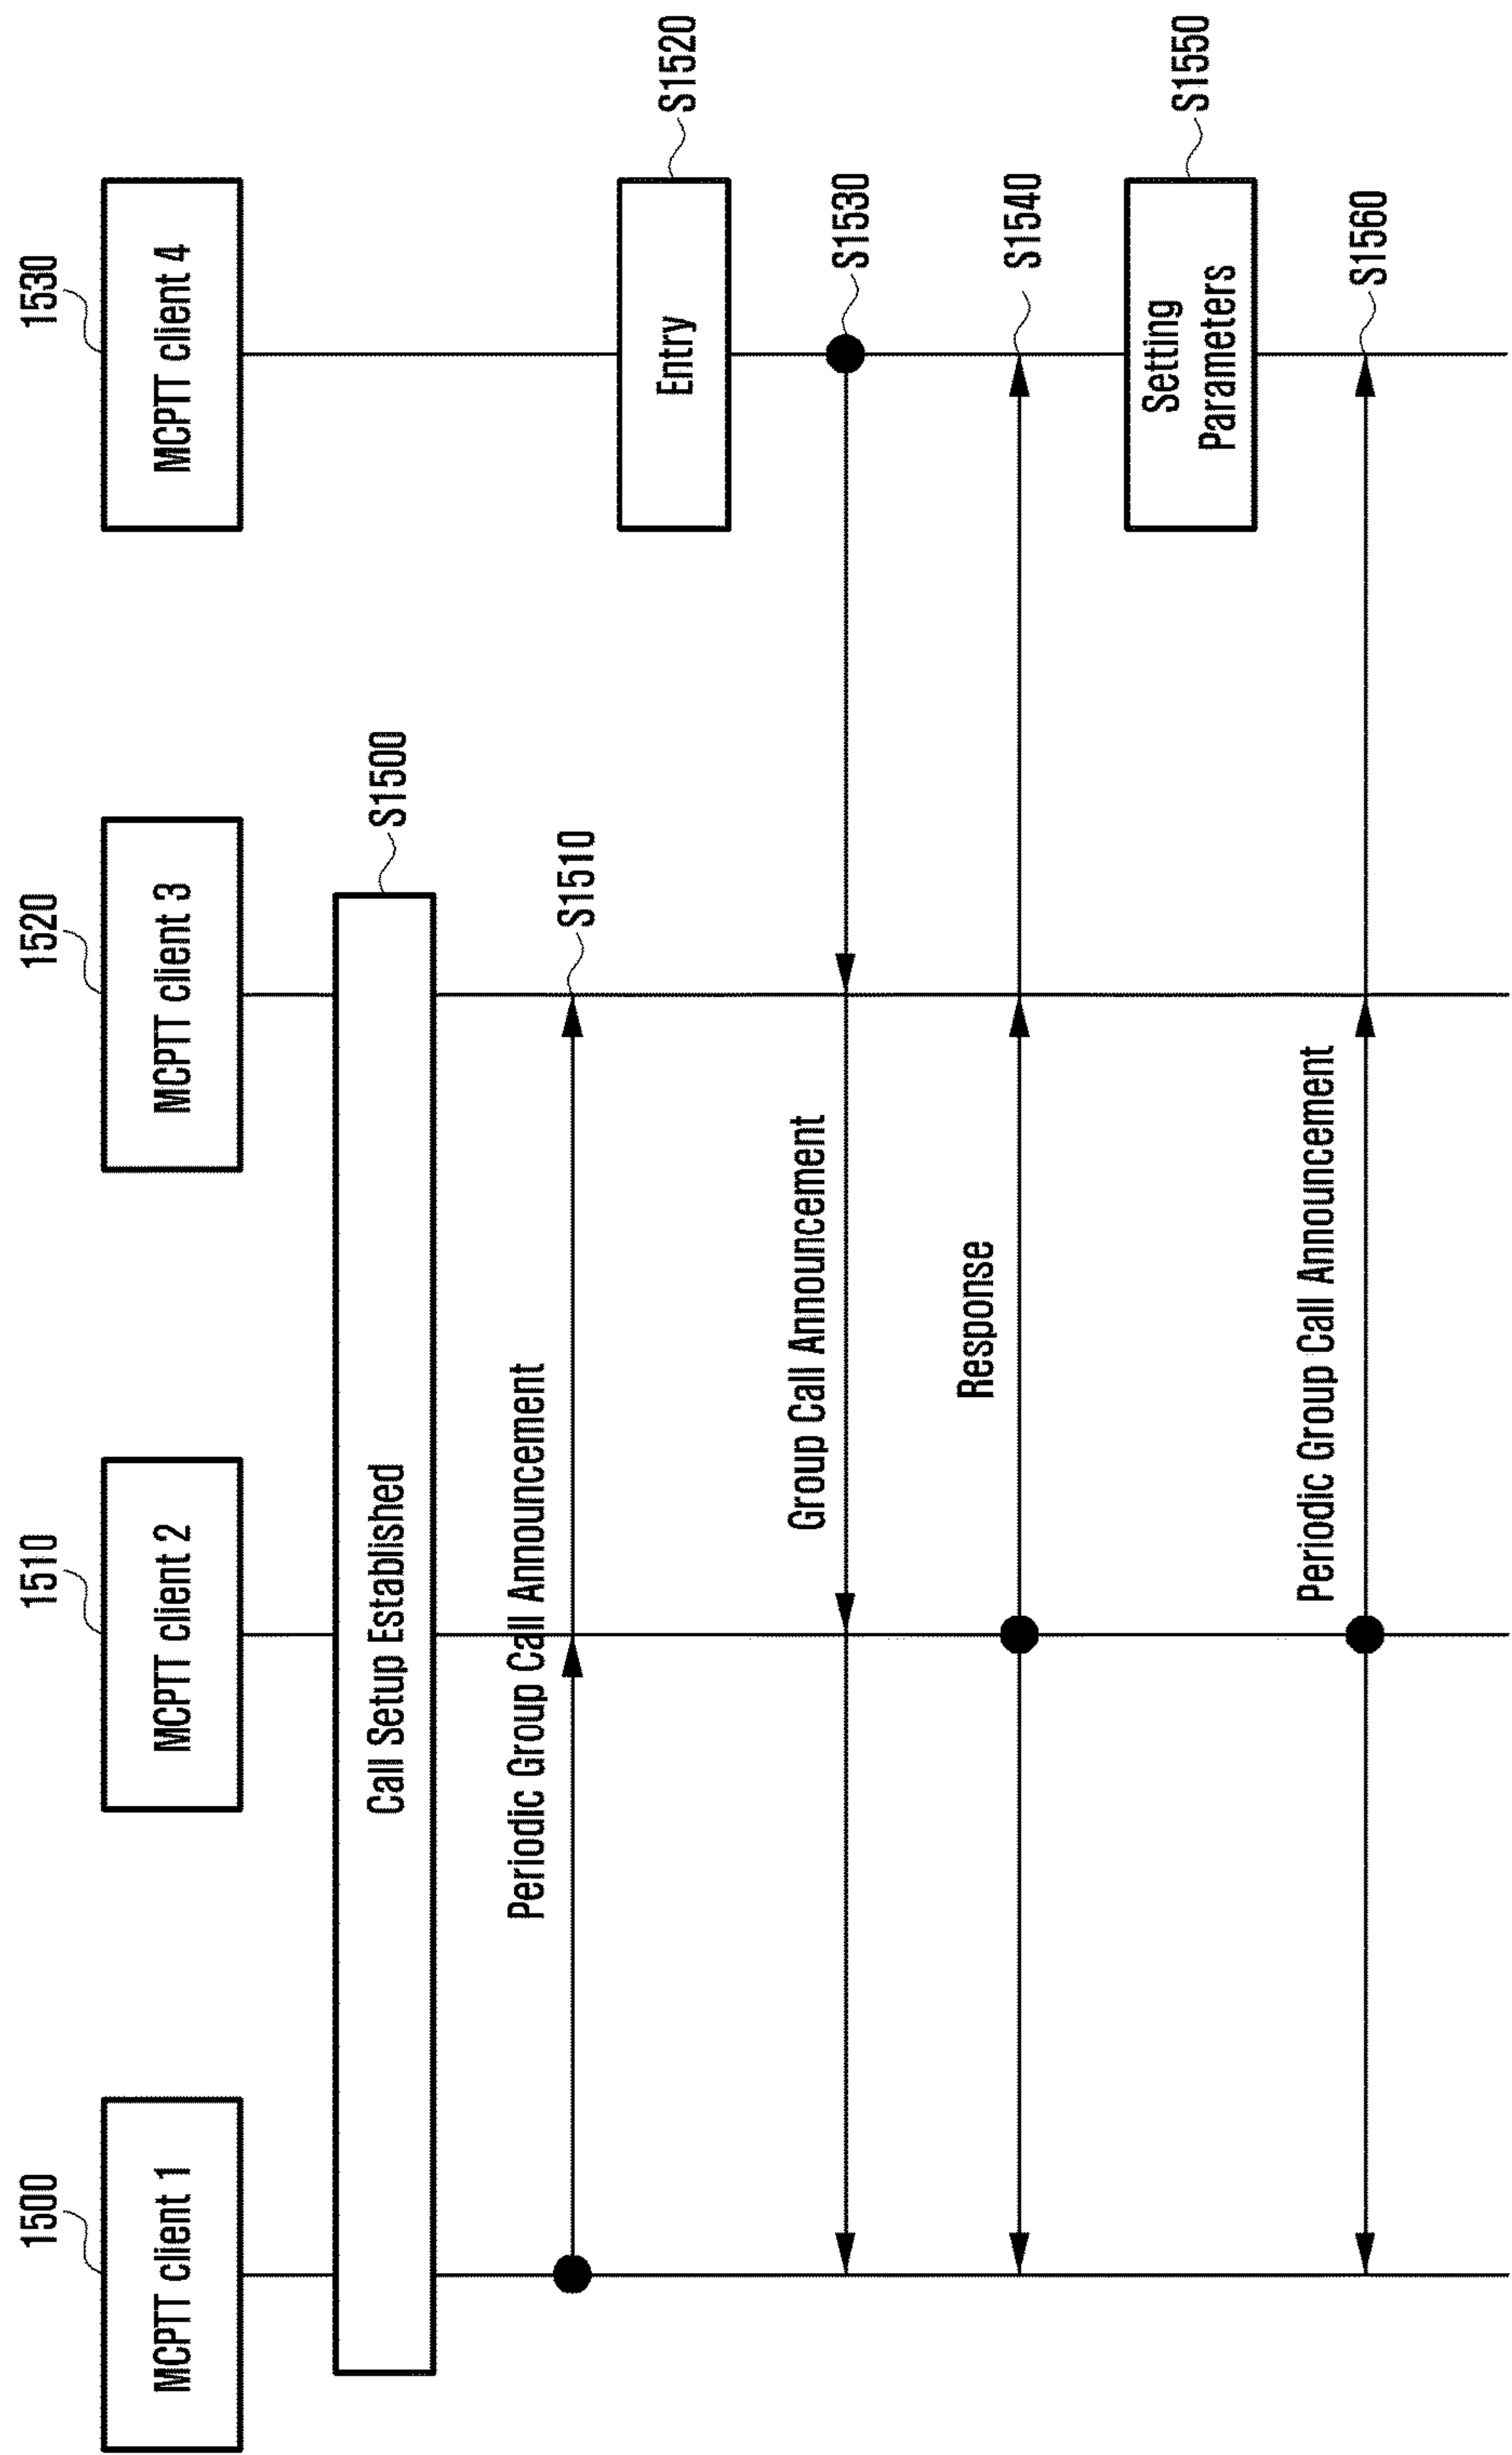 1500
1510
1520
1530
MCPTT client 1
MCPTT client 2
MCPTT client 3
MCPTT client 4
Call Setup Established
S1500
Periodic Group Call Announcement
S1510
Entry
S1520
Group Call Announcement
S1530
Response
S1540
Setting
Parameters
S1550
Periodic Group Call Announcement
S1560